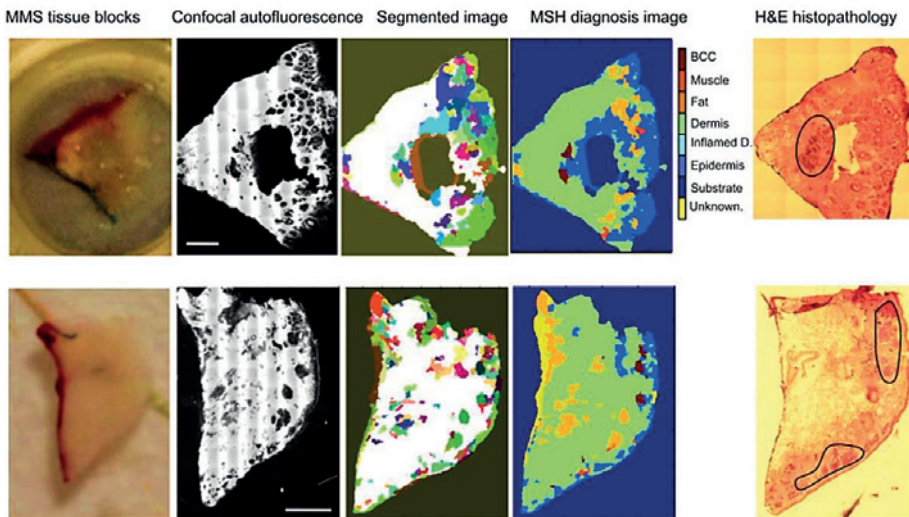 MMS tissue blocks
Confocal autofluorescence
Segmented image
MSH diagnosis image
H&E histopathology
BCC
Muscle
Fat
Dermis
Inflamed D.
Epidermis
Substrate
Unknown.